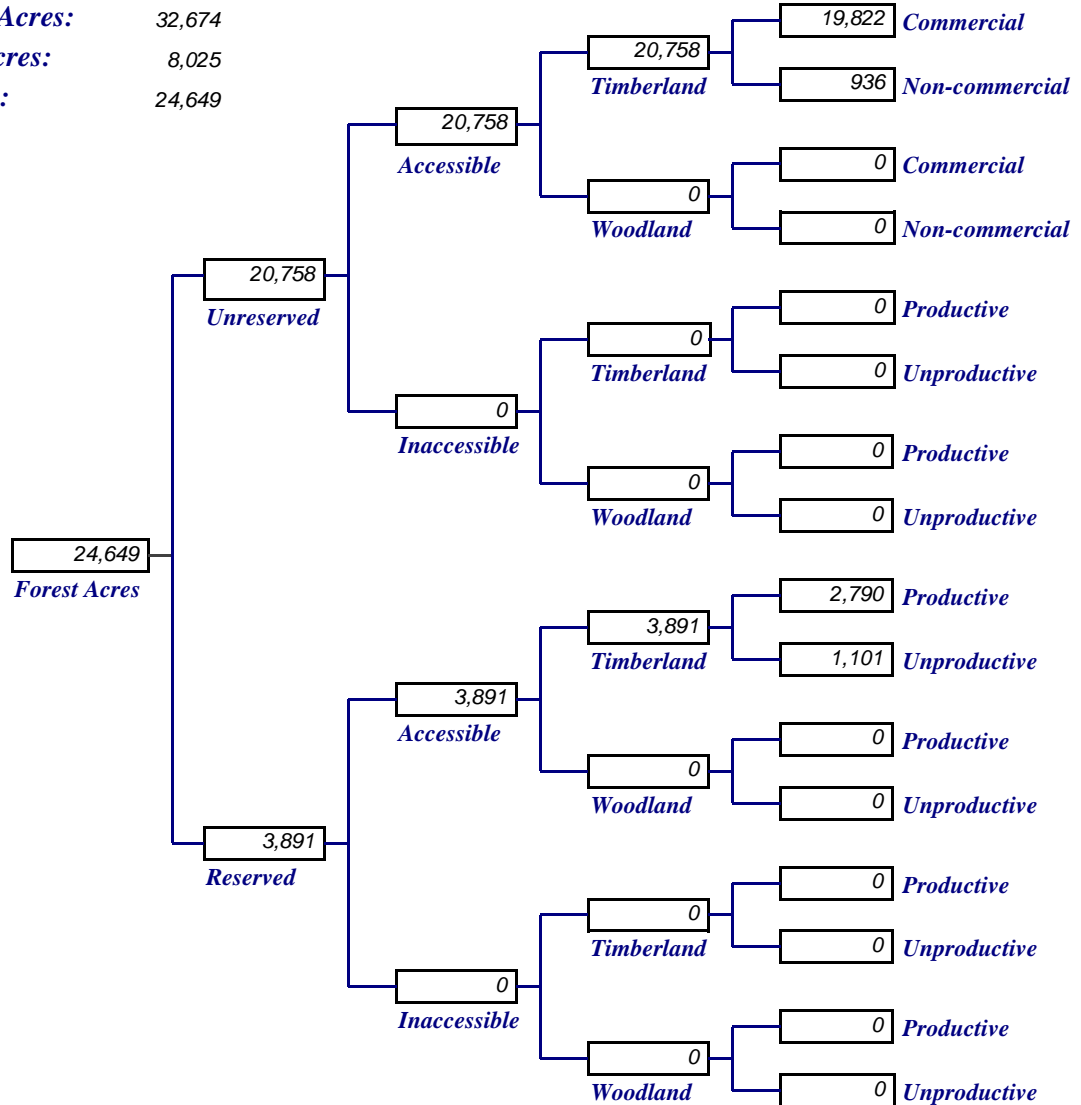 Acres: 32,674
cres: 8,025
: 24,649
19,822 Commercial
20,758
Timberland
936 Non-commercial
20,758
Accessible
0 Commercial
0
Woodland
0 Non-commercial
20,758
Unreserved
0 Productive
0
Timberland
0 Unproductive
0
Inaccessible
0 Productive
0
Woodland
0 Unproductive
24,649
Forest Acres
2,790 Productive
3,891
Timberland
1,101 Unproductive
3,891
Accessible
0 Productive
0
Woodland
0 Unproductive
3,891
Reserved
0 Productive
0
Timberland
0 Unproductive
0
Inaccessible
0 Productive
0
Woodland
0 Unproductive